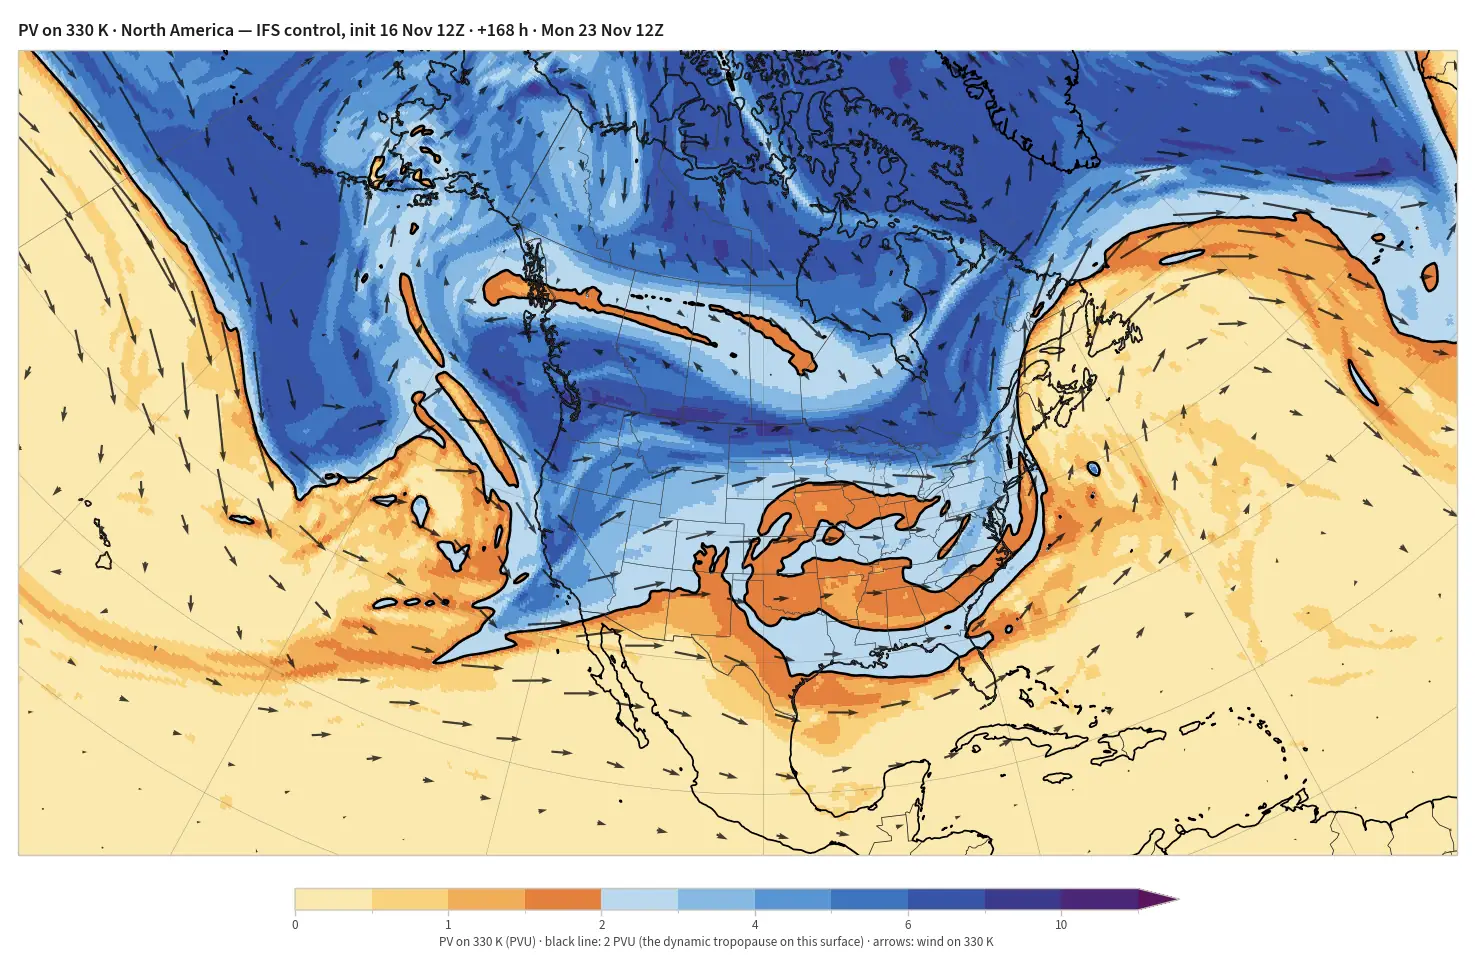 PV on 330 K · North America — IFS control, init 16 Nov 12Z · +168 h · Mon 23 Nov 12Z
0 1 2 4 6 10
PV on 330 K (PVU) · black line: 2 PVU (the dynamic tropopause on this surface) · arrows: wind on 330 K